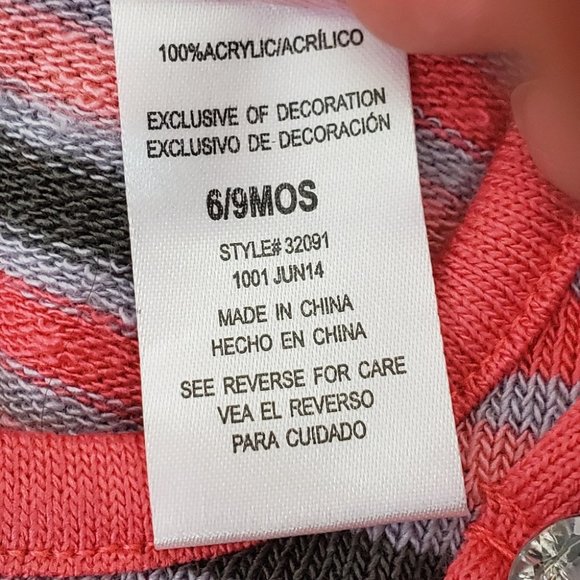 100%ACRYLIC/ACRÍLICO
EXCLUSIVE OF DECORATION
EXCLUSIVO DE DECORACIÓN
6/9MOS
STYLE# 32091
1001 JUN14
MADE IN CHINA
HECHO EN CHINA
SEE REVERSE FOR CARE
VEA EL REVERSO
PARA CUIDADO